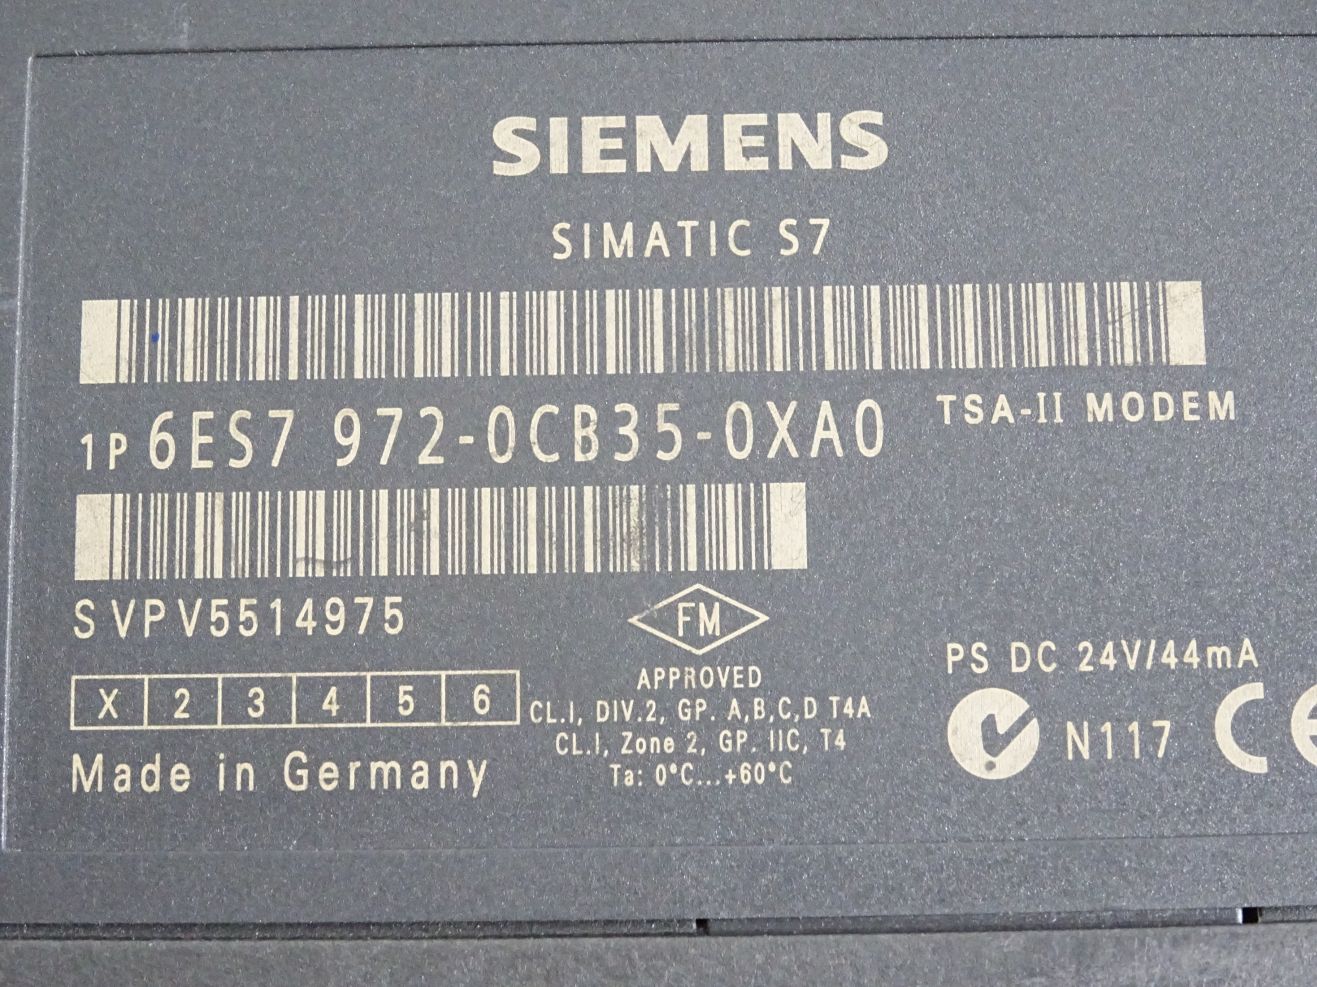 SIEMENS
SIMATIC S7
1P 6ES7 972-0CB35-0XA0 TSA-II MODEM
S VPV5514975
FM
APPROVED
PS DC 24V/44mA
X 2 3 4 5 6
CL.I, DIV.2, GP. A,B,C,D T4A
CL.I, Zone 2, GP. IIC, T4
N117 CE
Made in Germany
Ta: 0°C...+60°C